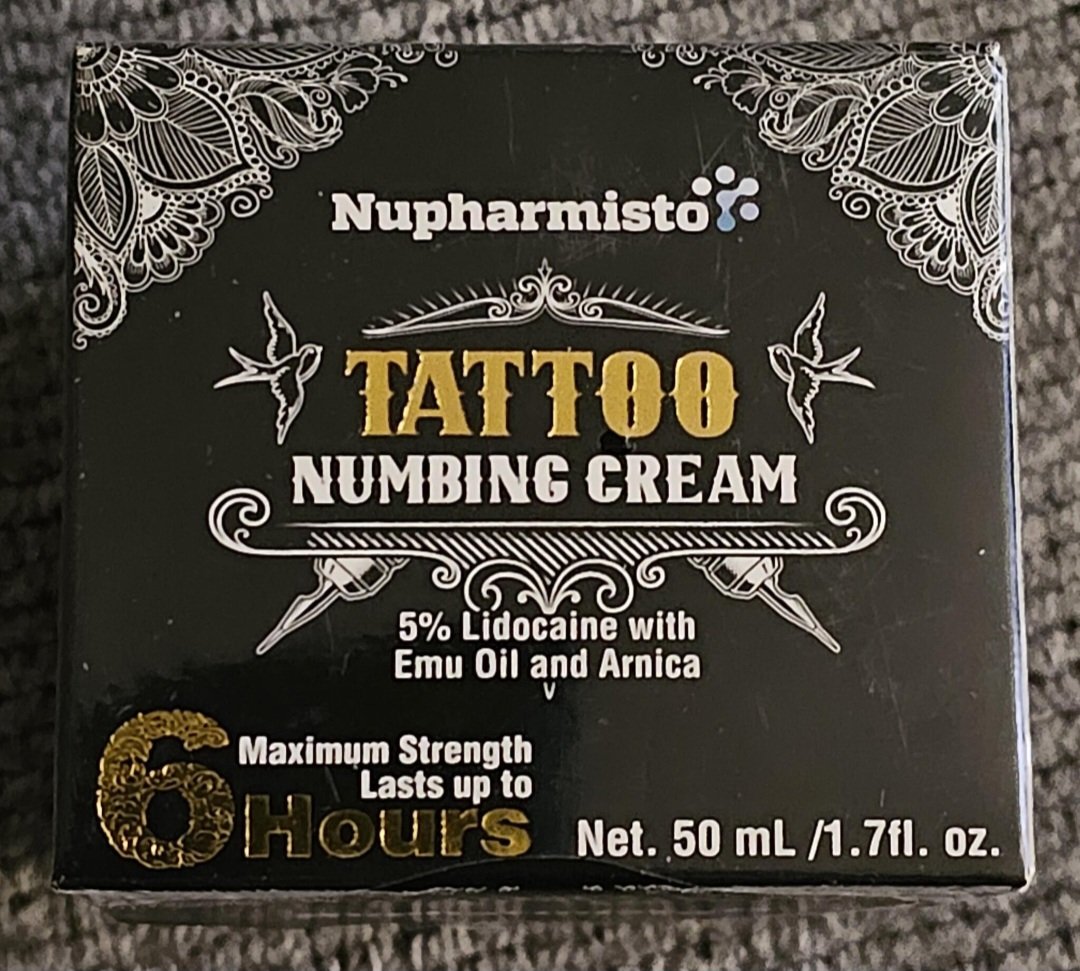 Nupharmisto
TATTOO
NUMBING CREAM
5% Lidocaine with
Emu Oil and Arnica
6 Maximum Strength
Lasts up to
Hours
Net. 50 mL /1.7fl. oz.